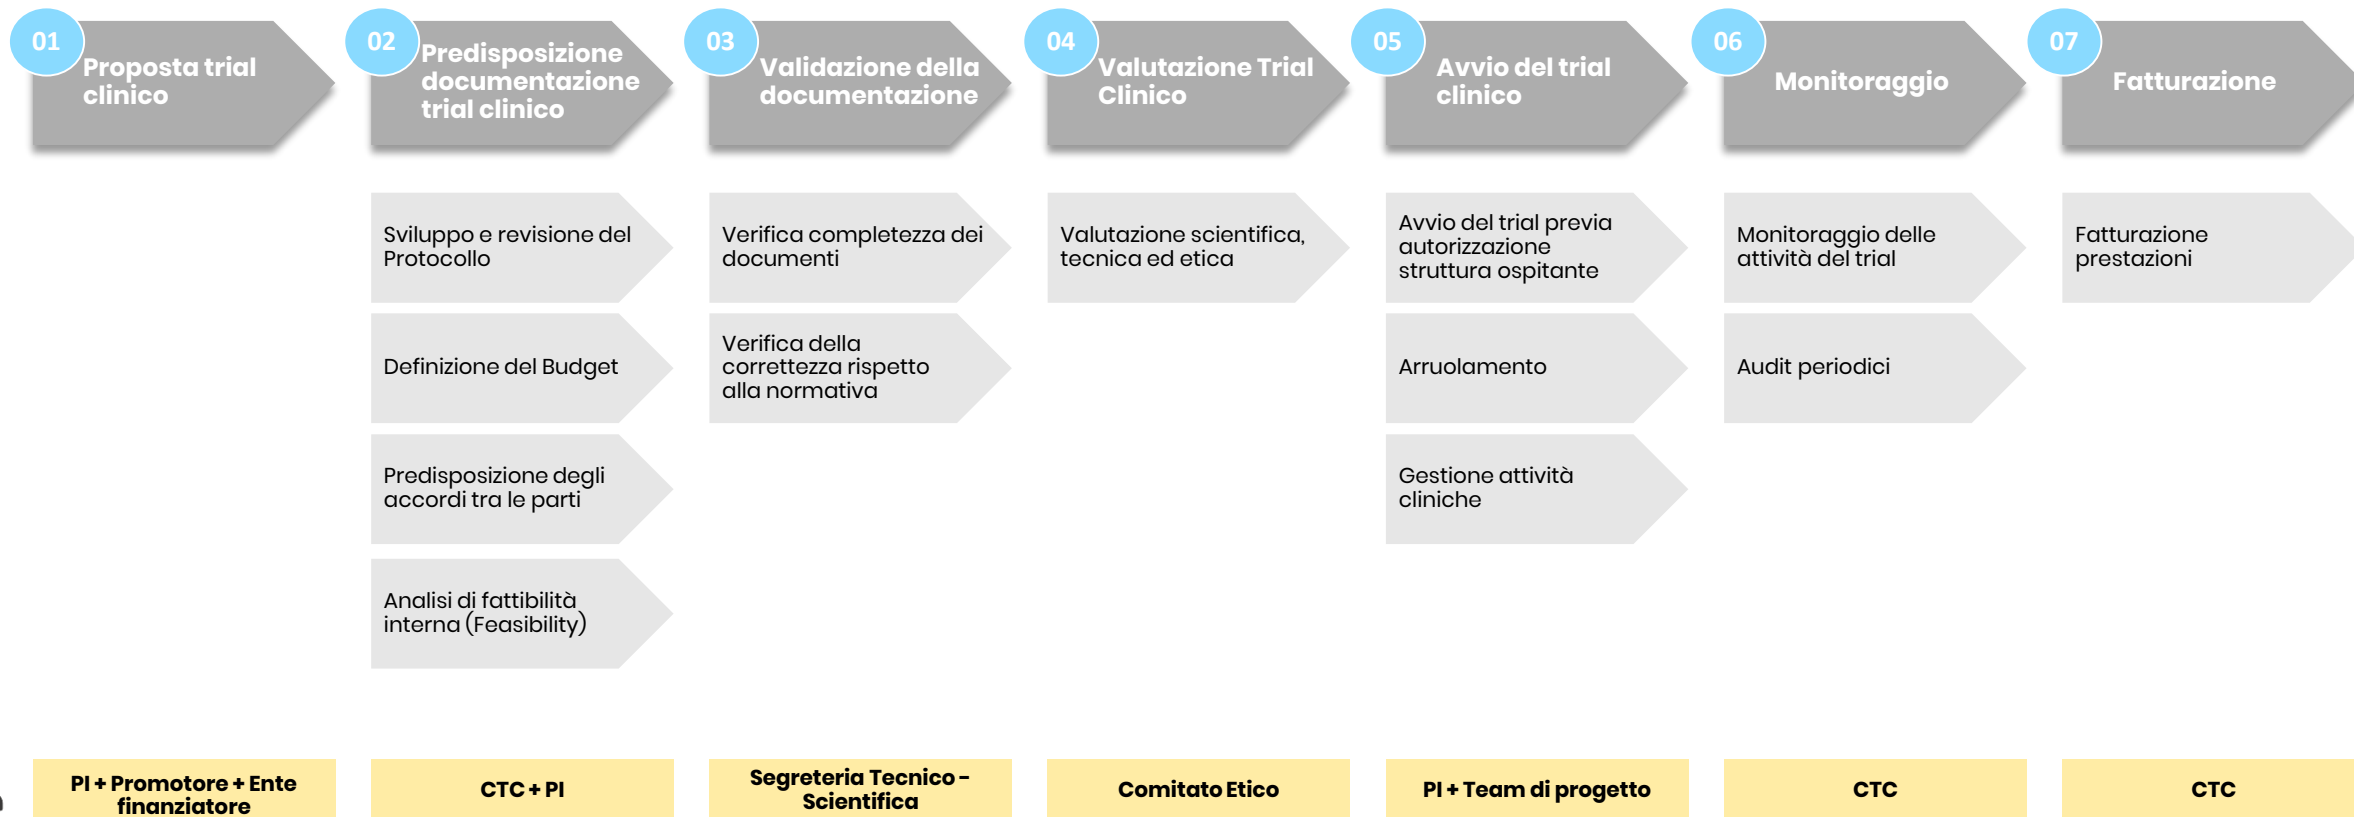 01
Proposta trial
clinico
02
Predisposizione
documentazione
trial clinico
03
Validazione della
documentazione
04
Valutazione Trial
Clinico
05
Avvio del trial
clinico
06
Monitoraggio
07
Fatturazione
Sviluppo e revisione del
Protocollo
Definizione del Budget
Predisposizione degli
accordi tra le parti
Analisi di fattibilità
interna (Feasibility)
Verifica completezza dei
documenti
Verifica della
correttezza rispetto
alla normativa
Valutazione scientifica,
tecnica ed etica
Avvio del trial previa
autorizzazione
struttura ospitante
Arruolamento
Gestione attività
cliniche
Monitoraggio delle
attività del trial
Audit periodici
Fatturazione
prestazioni
PI + Promotore + Ente
finanziatore
CTC + PI
Segreteria Tecnico -
Scientifica
Comitato Etico
PI + Team di progetto
CTC
CTC